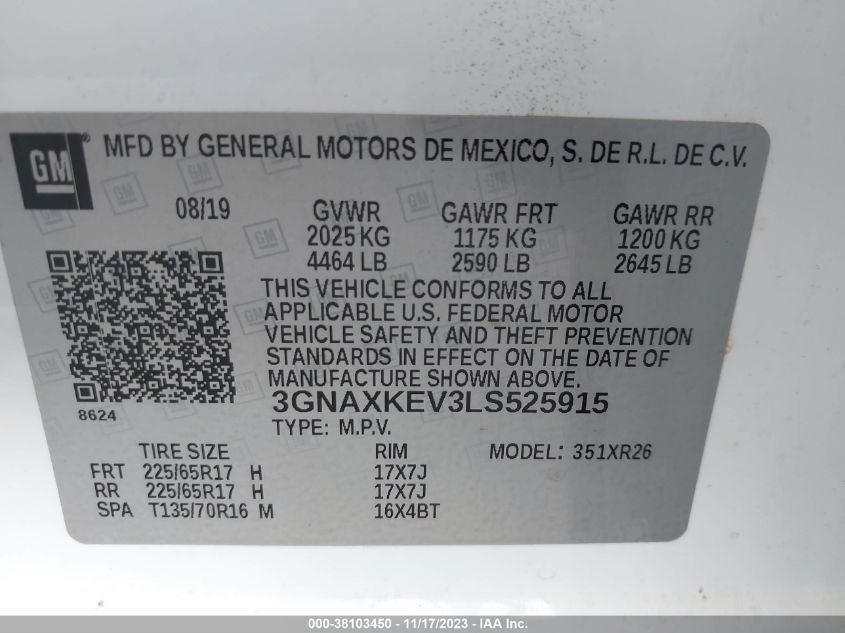 GM® MFD BY GENERAL MOTORS DE MEXICO, S. DE R.L. DE C.V.
08/19 GVWR GAWR FRT GAWR RR
2025 KG 1175 KG 1200 KG
4464 LB 2590 LB 2645 LB
THIS VEHICLE CONFORMS TO ALL
APPLICABLE U.S. FEDERAL MOTOR
VEHICLE SAFETY AND THEFT PREVENTION
STANDARDS IN EFFECT ON THE DATE OF
MANUFACTURE SHOWN ABOVE.
3GNAXKEV3LS525915
8624
TYPE: M.P.V.
TIRE SIZE RIM MODEL: 351XR26
FRT 225/65R17 H 17X7J
RR 225/65R17 H 17X7J
SPA T135/70R16 M 16X4BT
000-38103450 - 11/17/2023 - IAA Inc.